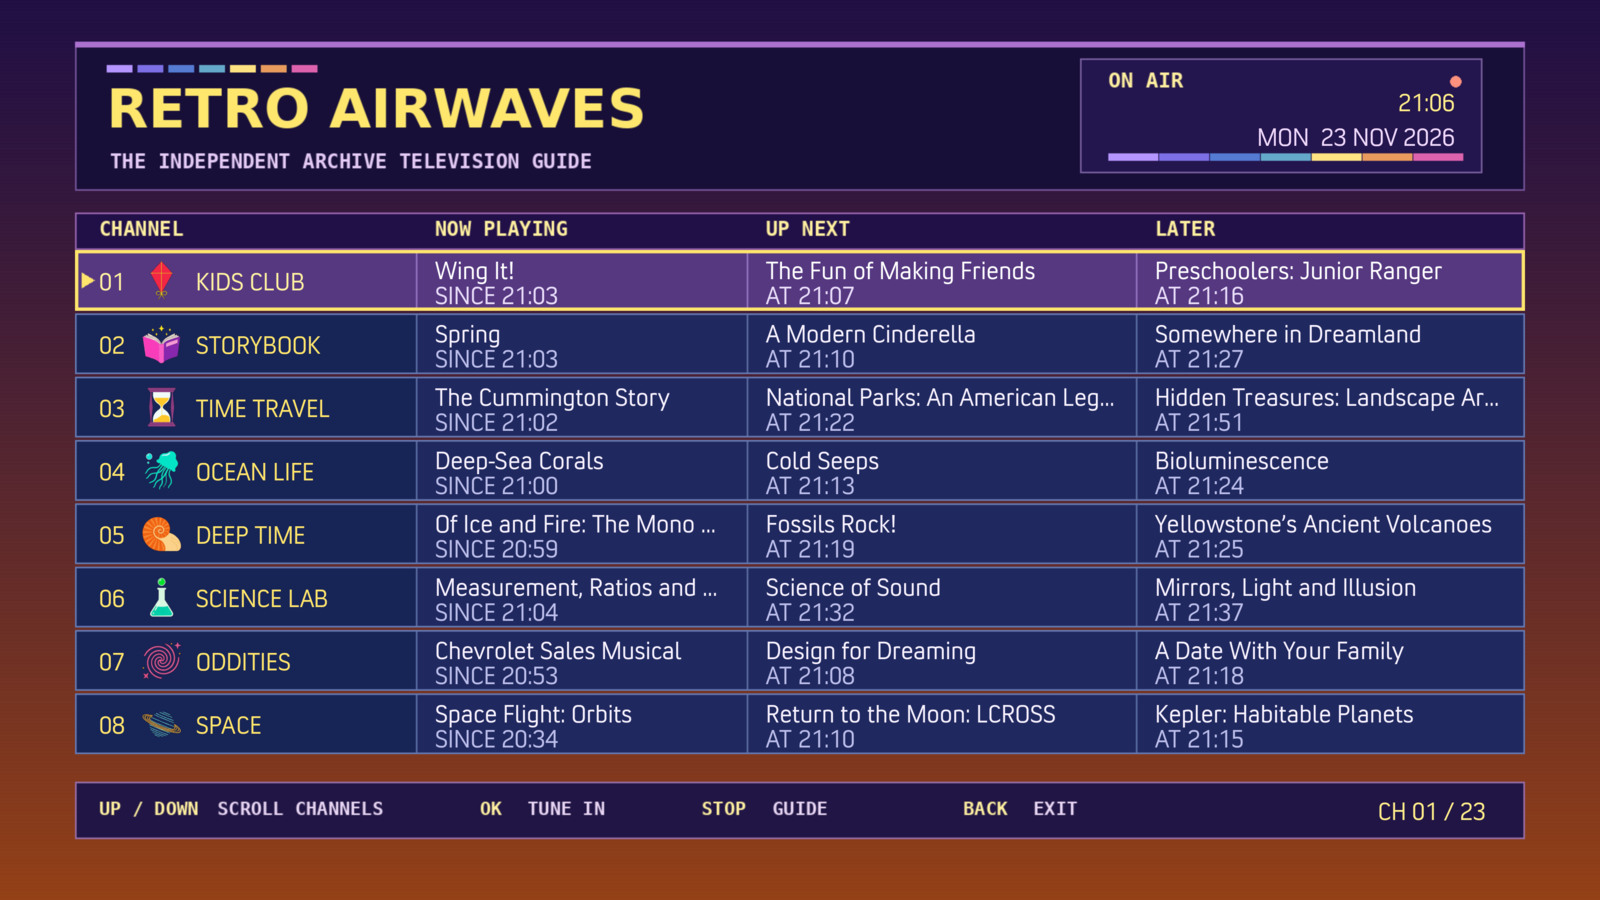 RETRO AIRWAVES
THE INDEPENDENT ARCHIVE TELEVISION GUIDE
ON AIR
21:06
MON 23 NOV 2026
CHANNEL NOW PLAYING UP NEXT LATER
01 KIDS CLUB Wing It! The Fun of Making Friends Preschoolers: Junior Ranger
SINCE 21:03 AT 21:07 AT 21:16
02 STORYBOOK Spring A Modern Cinderella Somewhere in Dreamland
SINCE 21:03 AT 21:10 AT 21:27
03 TIME TRAVEL The Cummington Story National Parks: An American Leg... Hidden Treasures: Landscape Ar...
SINCE 21:02 AT 21:22 AT 21:51
04 OCEAN LIFE Deep-Sea Corals Cold Seeps Bioluminescence
SINCE 21:00 AT 21:13 AT 21:24
05 DEEP TIME Of Ice and Fire: The Mono ... Fossils Rock! Yellowstone’s Ancient Volcanoes
SINCE 20:59 AT 21:19 AT 21:25
06 SCIENCE LAB Measurement, Ratios and ... Science of Sound Mirrors, Light and Illusion
SINCE 21:04 AT 21:32 AT 21:37
07 ODDITIES Chevrolet Sales Musical Design for Dreaming A Date With Your Family
SINCE 20:53 AT 21:08 AT 21:18
08 SPACE Space Flight: Orbits Return to the Moon: LCROSS Kepler: Habitable Planets
SINCE 20:34 AT 21:10 AT 21:15
UP / DOWN SCROLL CHANNELS OK TUNE IN STOP GUIDE BACK EXIT CH 01 / 23